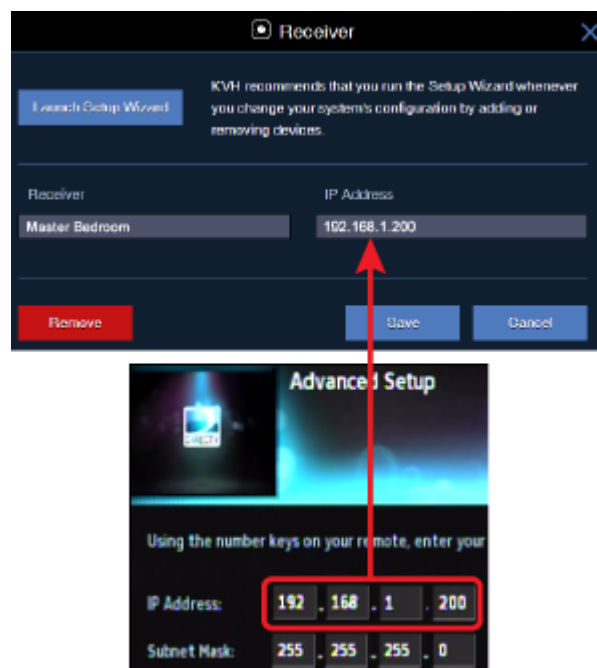 Receiver
KVH recommends that you run the Setup Wizard whenever
Launch Setup Wizard
you change your system's configuration by adding or
removing devices.
Receiver
IP Address
Master Bedroom
192.168.1.200
Remove
Save
Cancel
Advanced Setup
DIRECTV
Using the number keys on your remote, enter your
IP Address: 192 . 168 . 1 . 200
Subnet Mask: 255 . 255 . 255 . 0